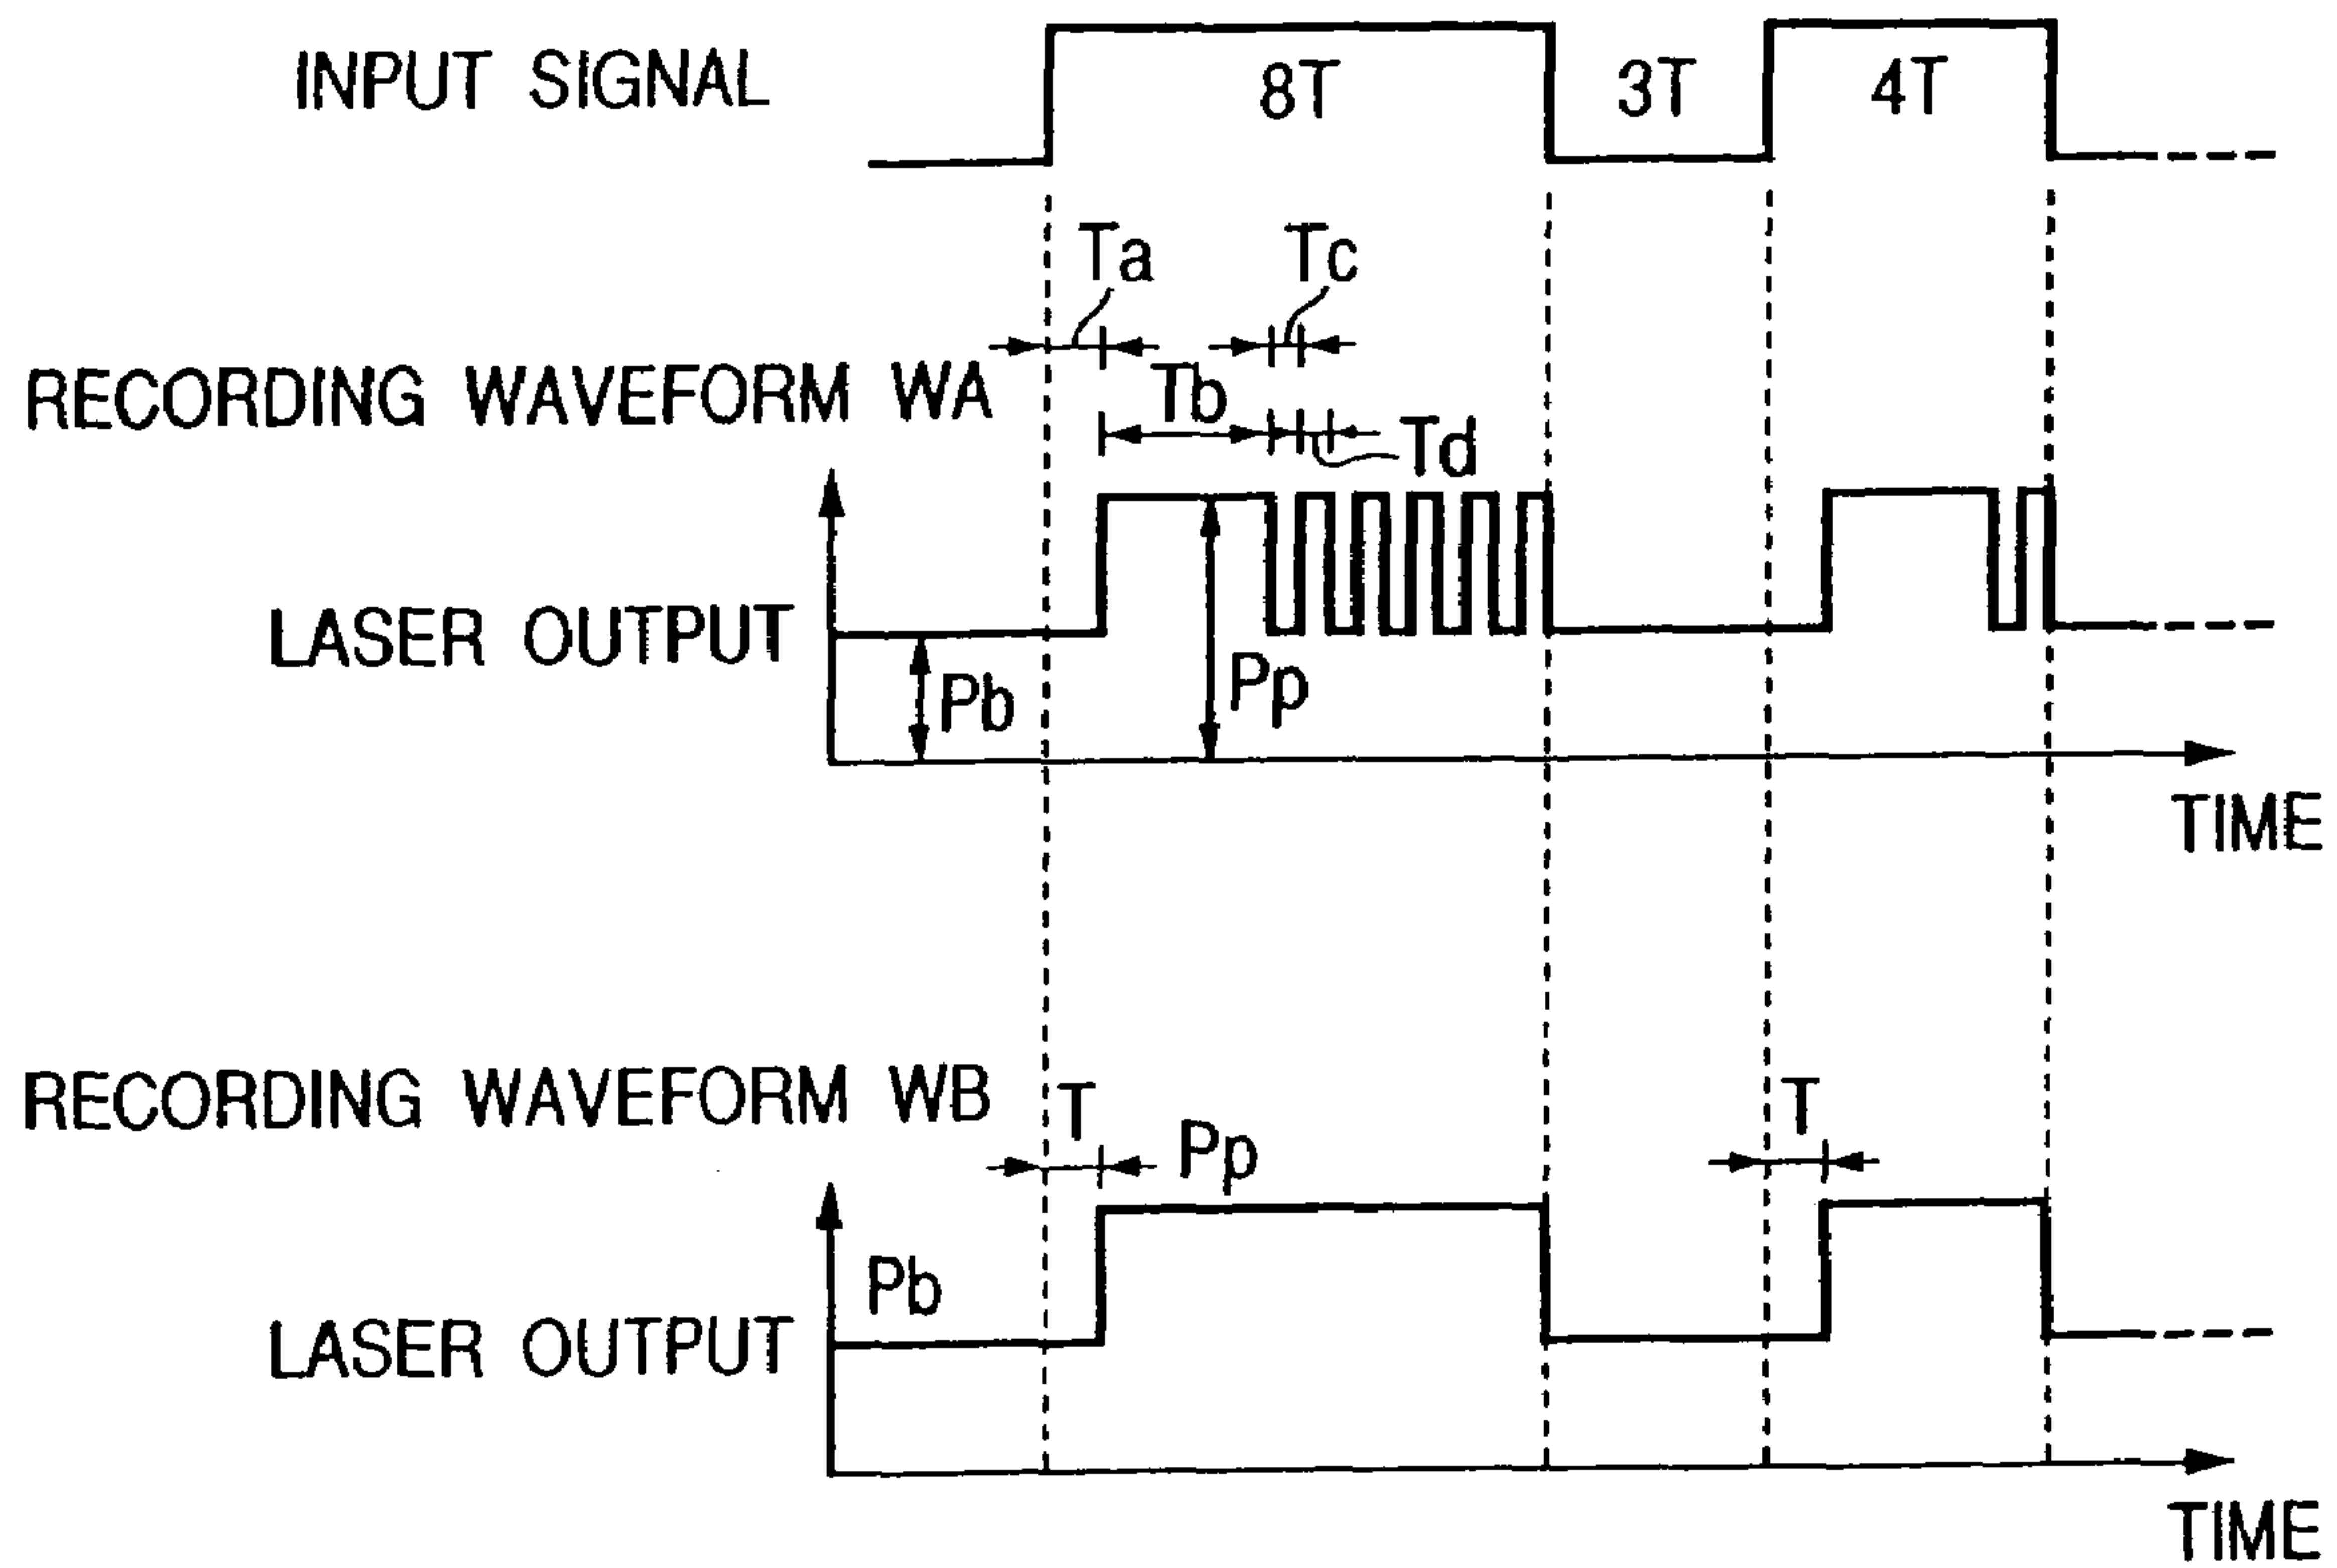 INPUT SIGNAL
8T
3T
4T
Ta
Tc
RECORDING WAVEFORM WA
Tb
Td
LASER OUTPUT
Pb
Pp
TIME
RECORDING WAVEFORM WB
T
Pp
T
Pb
LASER OUTPUT
TIME